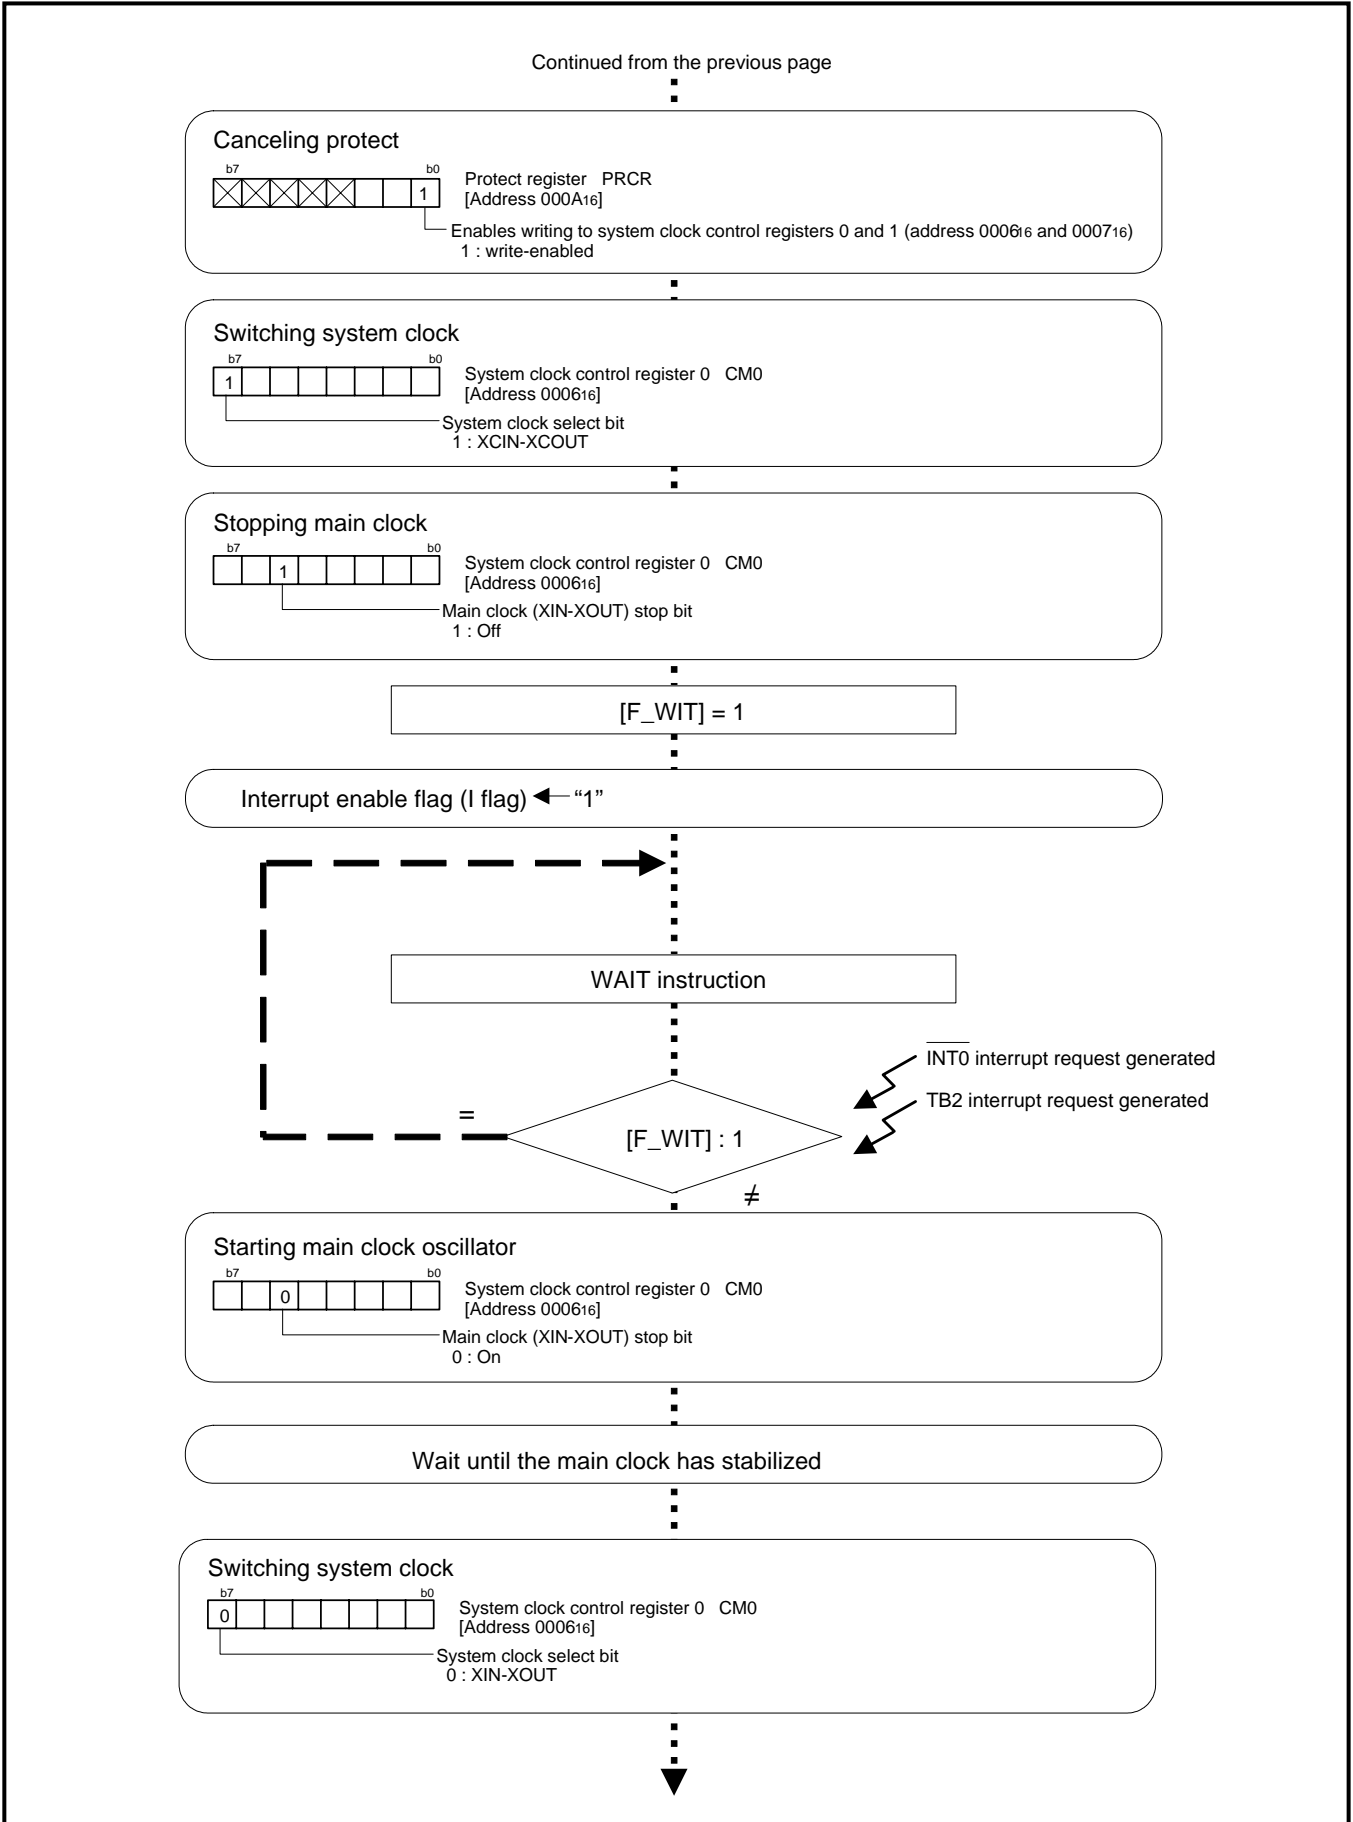 Continued from the previous page
Canceling protect
b7 b0
1
Protect register PRCR
[Address 000A16]
Enables writing to system clock control registers 0 and 1 (address 000616 and 000716)
1 : write-enabled
Switching system clock
b7 b0
1
System clock control register 0 CM0
[Address 000616]
System clock select bit
1 : XCIN-XCOUT
Stopping main clock
b7 b0
1
System clock control register 0 CM0
[Address 000616]
Main clock (XIN-XOUT) stop bit
1 : Off
[F_WIT] = 1
Interrupt enable flag (I flag) ← “1”
WAIT instruction
INT0 interrupt request generated
TB2 interrupt request generated
=
[F_WIT] : 1
≠
Starting main clock oscillator
b7 b0
0
System clock control register 0 CM0
[Address 000616]
Main clock (XIN-XOUT) stop bit
0 : On
Wait until the main clock has stabilized
Switching system clock
b7 b0
0
System clock control register 0 CM0
[Address 000616]
System clock select bit
0 : XIN-XOUT